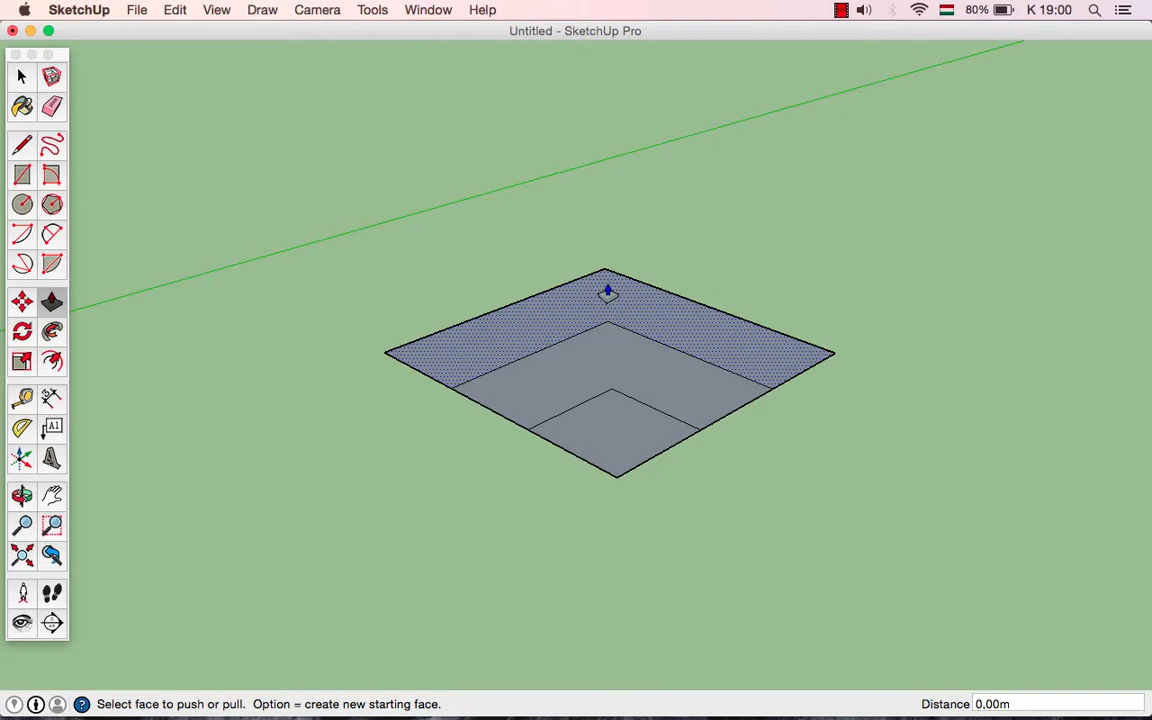 SketchUp File Edit View Draw Camera Tools Window Help 80% K 19:00
Untitled - SketchUp Pro
A1
Select face to push or pull. Option = create new starting face. Distance 0,00m